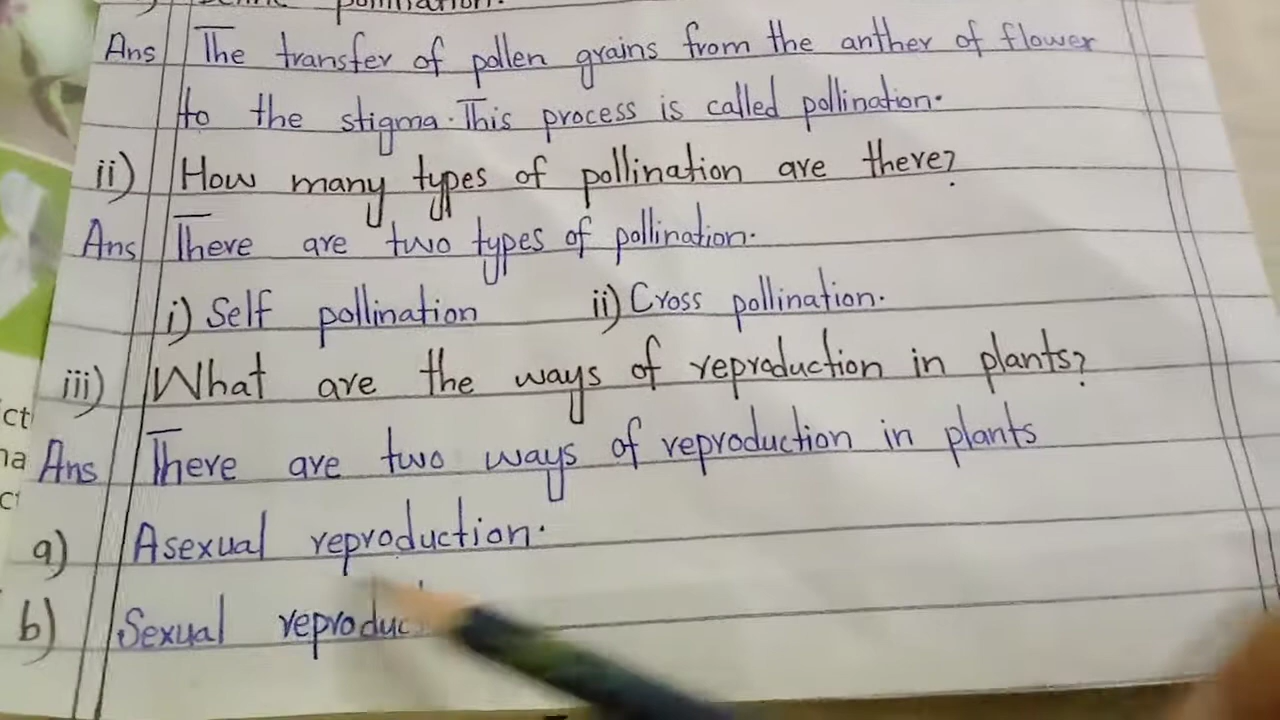 pollination.
Ans The transfer of pollen grains from the anther of flower
to the stigma. This process is called pollination.
ii) How many types of pollination are there?
Ans There are two types of pollination.
i) Self pollination ii) Cross pollination.
iii) What are the ways of reproduction in plants?
Ans There are two ways of reproduction in plants
a) Asexual reproduction.
b) Sexual